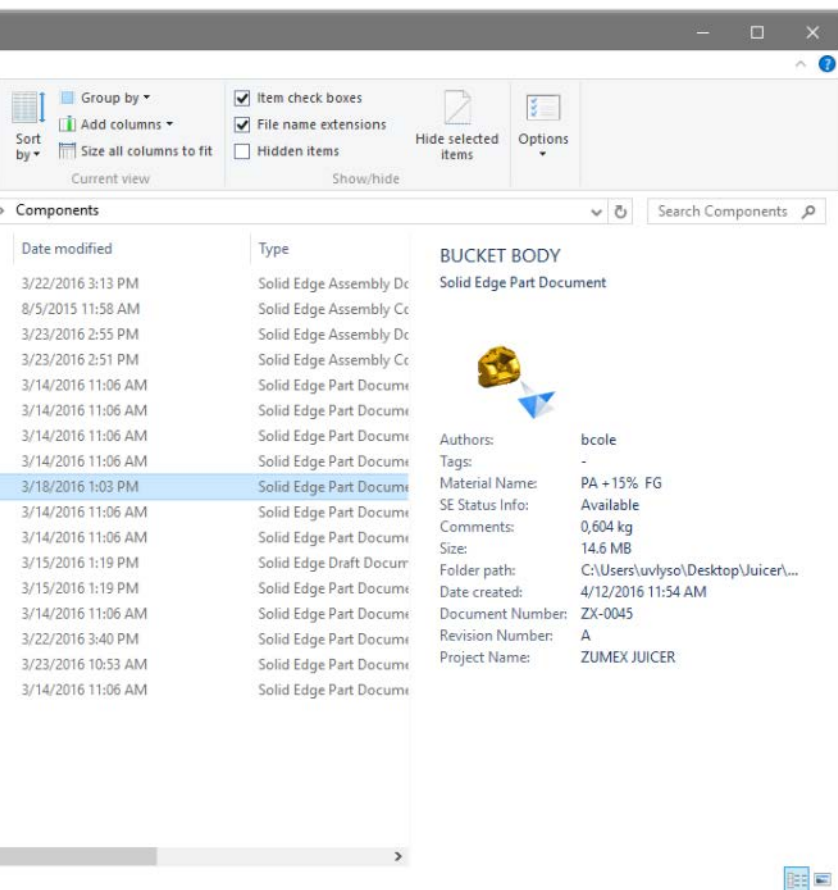 Group by
Item check boxes
Add columns
File name extensions
Sort by
Size all columns to fit
Hidden items
Hide selected items
Options
Current view
Show/hide
Components
Search Components
Date modified
Type
3/22/2016 3:13 PM Solid Edge Assembly Dc
8/5/2015 11:58 AM Solid Edge Assembly Cc
3/23/2016 2:55 PM Solid Edge Assembly Dc
3/23/2016 2:51 PM Solid Edge Assembly Cc
3/14/2016 11:06 AM Solid Edge Part Docume
3/14/2016 11:06 AM Solid Edge Part Docume
3/14/2016 11:06 AM Solid Edge Part Docume
3/14/2016 11:06 AM Solid Edge Part Docume
3/18/2016 1:03 PM Solid Edge Part Docume
3/14/2016 11:06 AM Solid Edge Part Docume
3/14/2016 11:06 AM Solid Edge Part Docume
3/15/2016 1:19 PM Solid Edge Draft Docum
3/15/2016 1:19 PM Solid Edge Part Docume
3/14/2016 11:06 AM Solid Edge Part Docume
3/22/2016 3:40 PM Solid Edge Part Docume
3/23/2016 10:53 AM Solid Edge Part Docume
3/14/2016 11:06 AM Solid Edge Part Docume
BUCKET BODY
Solid Edge Part Document
Authors: bcole
Tags: -
Material Name: PA +15% FG
SE Status Info: Available
Comments: 0,604 kg
Size: 14.6 MB
Folder path: C:\Users\uvlyso\Desktop\Juicer\...
Date created: 4/12/2016 11:54 AM
Document Number: ZX-0045
Revision Number: A
Project Name: ZUMEX JUICER